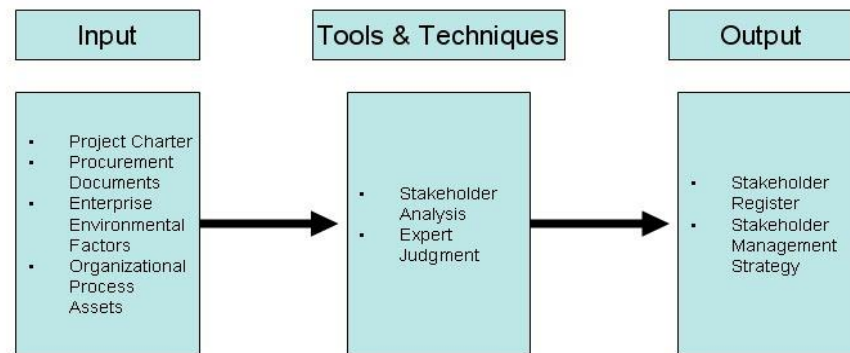 Input
Tools & Techniques
Output
▪ Project Charter
▪ Procurement
Documents
▪ Enterprise
Environmental
Factors
▪ Organizational
Process
Assets
▪ Stakeholder
Analysis
▪ Expert
Judgment
▪ Stakeholder
Register
▪ Stakeholder
Management
Strategy